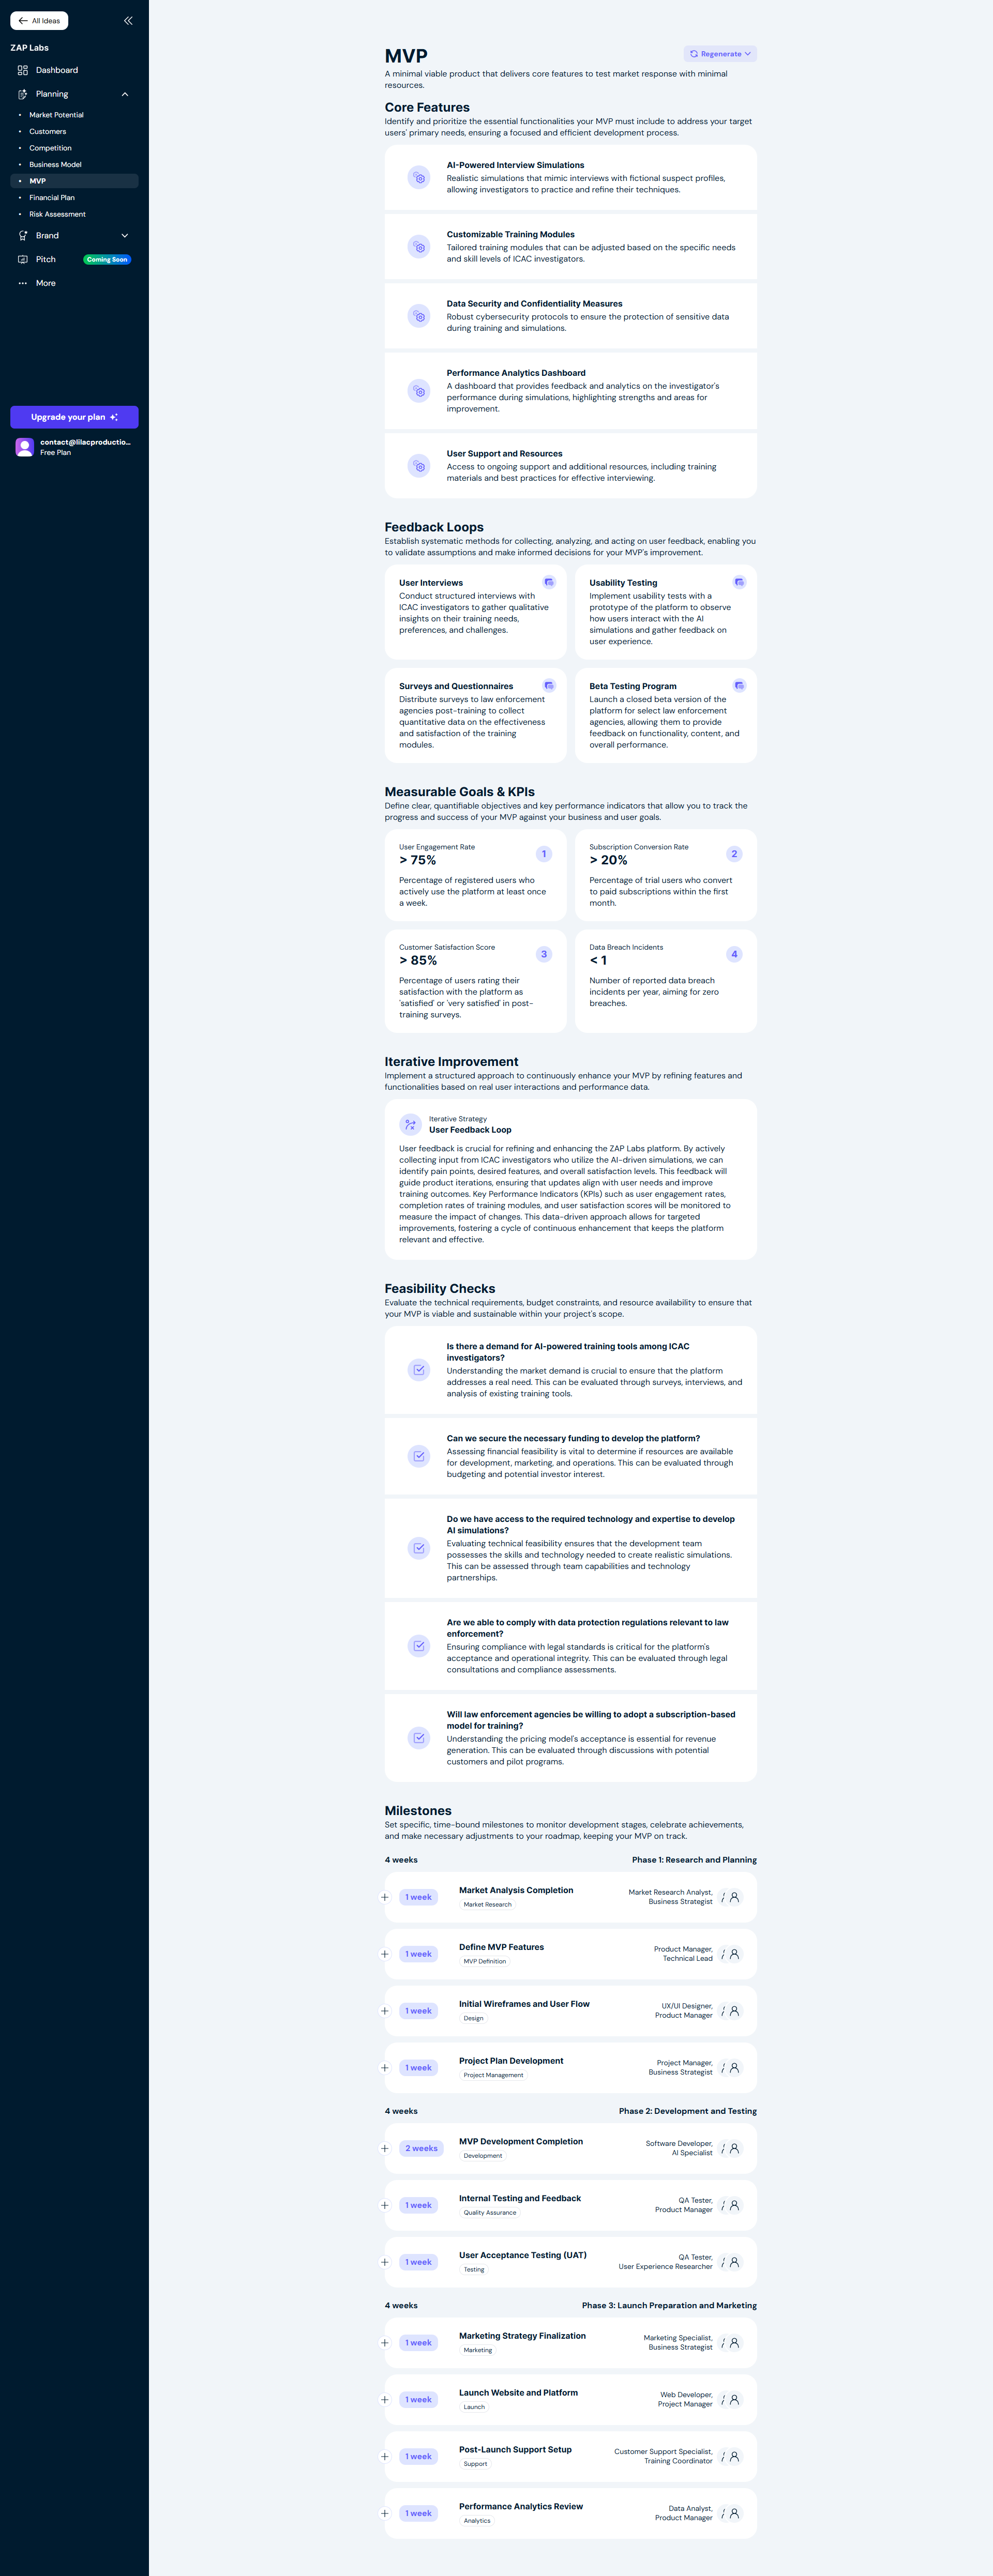 All Ideas
ZAP Labs
Dashboard
Planning
Market Potential
Customers
Competition
Business Model
MVP
Financial Plan
Risk Assessment
Brand
Pitch
Coming Soon
More
Upgrade your plan
contact@lilacproductio...
Free Plan
MVP
Regenerate
A minimal viable product that delivers core features to test market response with minimal
resources.
Core Features
Identify and prioritize the essential functionalities your MVP must include to address your target
users' primary needs, ensuring a focused and efficient development process.
AI-Powered Interview Simulations
Realistic simulations that mimic interviews with fictional suspect profiles,
allowing investigators to practice and refine their techniques.
Customizable Training Modules
Tailored training modules that can be adjusted based on the specific needs
and skill levels of ICAC investigators.
Data Security and Confidentiality Measures
Robust cybersecurity protocols to ensure the protection of sensitive data
during training and simulations.
Performance Analytics Dashboard
A dashboard that provides feedback and analytics on the investigator's
performance during simulations, highlighting strengths and areas for
improvement.
User Support and Resources
Access to ongoing support and additional resources, including training
materials and best practices for effective interviewing.
Feedback Loops
Establish systematic methods for collecting, analyzing, and acting on user feedback, enabling you
to validate assumptions and make informed decisions for your MVP's improvement.
User Interviews
Conduct structured interviews with
ICAC investigators to gather qualitative
insights on their training needs,
preferences, and challenges.
Usability Testing
Implement usability tests with a
prototype of the platform to observe
how users interact with the AI
simulations and gather feedback on
user experience.
Surveys and Questionnaires
Distribute surveys to law enforcement
agencies post-training to collect
quantitative data on the effectiveness
and satisfaction of the training
modules.
Beta Testing Program
Launch a closed beta version of the
platform for select law enforcement
agencies, allowing them to provide
feedback on functionality, content, and
overall performance.
Measurable Goals & KPIs
Define clear, quantifiable objectives and key performance indicators that allow you to track the
progress and success of your MVP against your business and user goals.
User Engagement Rate
> 75%
1
Percentage of registered users who
actively use the platform at least once
a week.
Subscription Conversion Rate
> 20%
2
Percentage of trial users who convert
to paid subscriptions within the first
month.
Customer Satisfaction Score
> 85%
3
Percentage of users rating their
satisfaction with the platform as
'satisfied' or 'very satisfied' in post-
training surveys.
Data Breach Incidents
< 1
4
Number of reported data breach
incidents per year, aiming for zero
breaches.
Iterative Improvement
Implement a structured approach to continuously enhance your MVP by refining features and
functionalities based on real user interactions and performance data.
Iterative Strategy
User Feedback Loop
User feedback is crucial for refining and enhancing the ZAP Labs platform. By actively
collecting input from ICAC investigators who utilize the AI-driven simulations, we can
identify pain points, desired features, and overall satisfaction levels. This feedback will
guide product iterations, ensuring that updates align with user needs and improve
training outcomes. Key Performance Indicators (KPIs) such as user engagement rates,
completion rates of training modules, and user satisfaction scores will be monitored to
measure the impact of changes. This data-driven approach allows for targeted
improvements, fostering a cycle of continuous enhancement that keeps the platform
relevant and effective.
Feasibility Checks
Evaluate the technical requirements, budget constraints, and resource availability to ensure that
your MVP is viable and sustainable within your project's scope.
Is there a demand for AI-powered training tools among ICAC
investigators?
Understanding the market demand is crucial to ensure that the platform
addresses a real need. This can be evaluated through surveys, interviews, and
analysis of existing training tools.
Can we secure the necessary funding to develop the platform?
Assessing financial feasibility is vital to determine if resources are available
for development, marketing, and operations. This can be evaluated through
budgeting and potential investor interest.
Do we have access to the required technology and expertise to develop
AI simulations?
Evaluating technical feasibility ensures that the development team
possesses the skills and technology needed to create realistic simulations.
This can be assessed through team capabilities and technology
partnerships.
Are we able to comply with data protection regulations relevant to law
enforcement?
Ensuring compliance with legal standards is critical for the platform's
acceptance and operational integrity. This can be evaluated through legal
consultations and compliance assessments.
Will law enforcement agencies be willing to adopt a subscription-based
model for training?
Understanding the pricing model's acceptance is essential for revenue
generation. This can be evaluated through discussions with potential
customers and pilot programs.
Milestones
Set specific, time-bound milestones to monitor development stages, celebrate achievements,
and make necessary adjustments to your roadmap, keeping your MVP on track.
4 weeks
Phase 1: Research and Planning
1 week
Market Analysis Completion
Market Research
Market Research Analyst,
Business Strategist
1 week
Define MVP Features
MVP Definition
Product Manager,
Technical Lead
1 week
Initial Wireframes and User Flow
Design
UX/UI Designer,
Product Manager
1 week
Project Plan Development
Project Management
Project Manager,
Business Strategist
4 weeks
Phase 2: Development and Testing
2 weeks
MVP Development Completion
Development
Software Developer,
AI Specialist
1 week
Internal Testing and Feedback
Quality Assurance
QA Tester,
Product Manager
1 week
User Acceptance Testing (UAT)
Testing
QA Tester,
User Experience Researcher
4 weeks
Phase 3: Launch Preparation and Marketing
1 week
Marketing Strategy Finalization
Marketing
Marketing Specialist,
Business Strategist
1 week
Launch Website and Platform
Launch
Web Developer,
Project Manager
1 week
Post-Launch Support Setup
Support
Customer Support Specialist,
Training Coordinator
1 week
Performance Analytics Review
Analytics
Data Analyst,
Product Manager